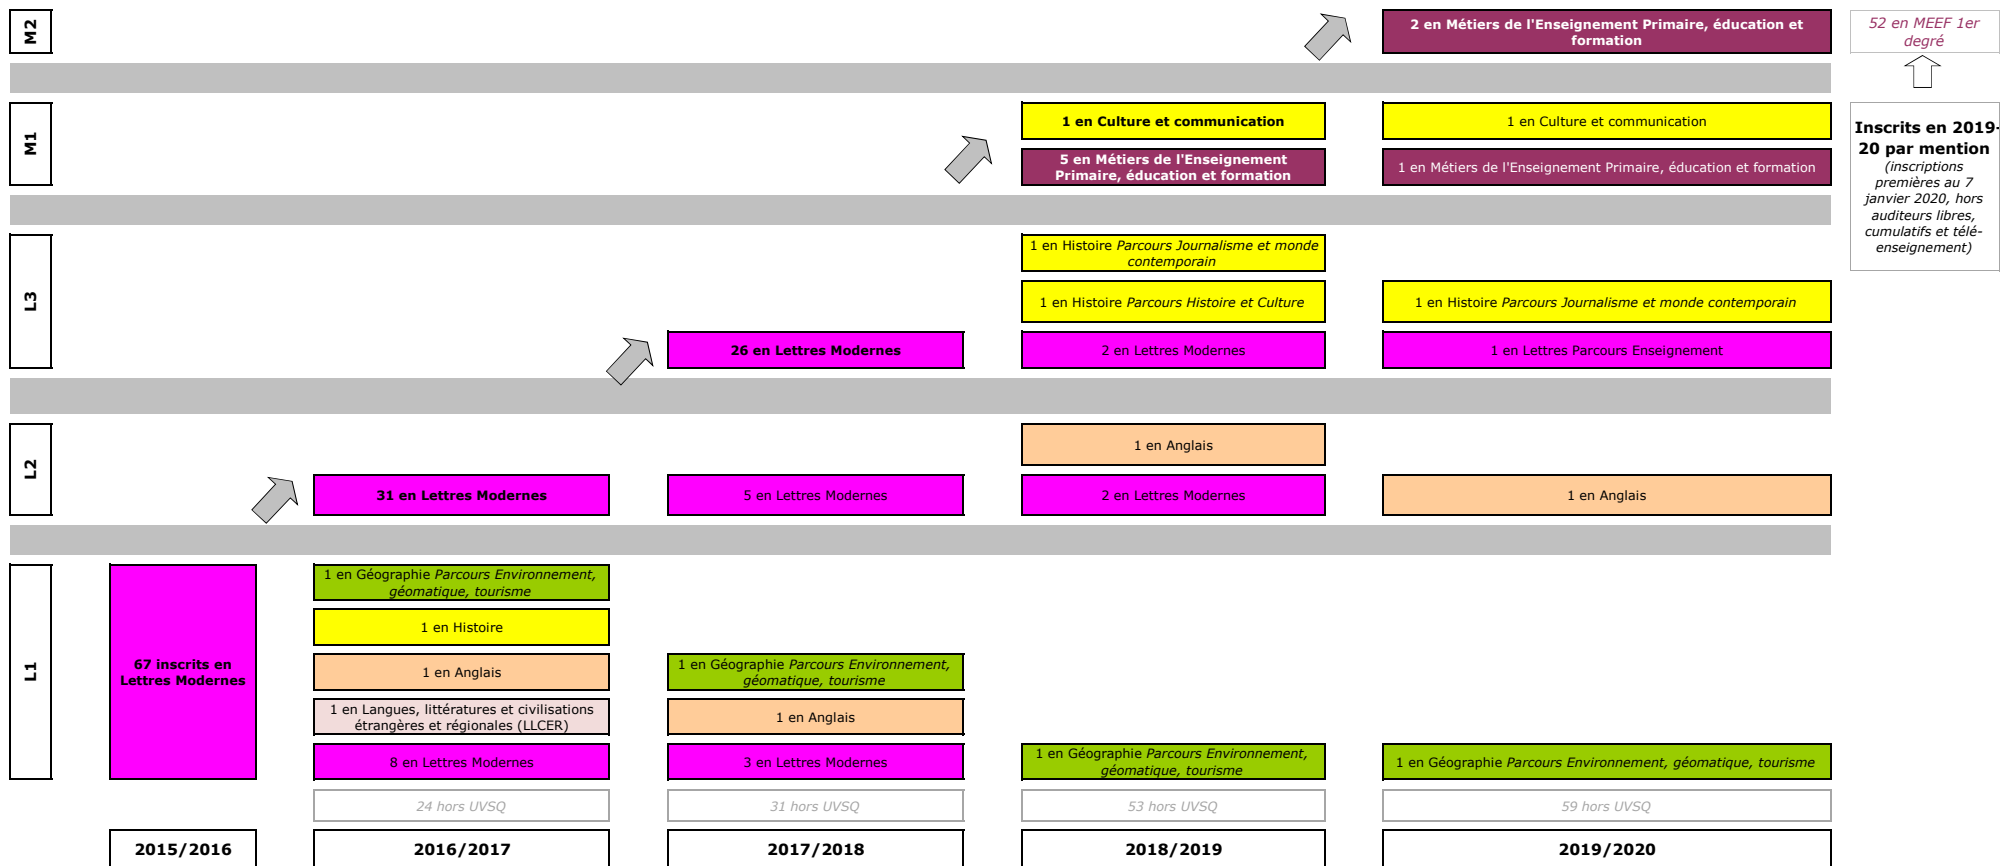 M2
2 en Métiers de l'Enseignement Primaire, éducation et
formation
52 en MEEF 1er
degré
M1
1 en Culture et communication
1 en Culture et communication
5 en Métiers de l'Enseignement
Primaire, éducation et formation
1 en Métiers de l'Enseignement Primaire, éducation et formation
Inscrits en 2019-
20 par mention
(inscriptions
premières au 7
janvier 2020, hors
auditeurs libres,
cumulatifs et télé-
enseignement)
L3
1 en Histoire Parcours Journalisme et monde
contemporain
1 en Histoire Parcours Histoire et Culture
1 en Histoire Parcours Journalisme et monde contemporain
26 en Lettres Modernes
2 en Lettres Modernes
1 en Lettres Parcours Enseignement
L2
1 en Anglais
31 en Lettres Modernes
5 en Lettres Modernes
2 en Lettres Modernes
1 en Anglais
L1
67 inscrits en
Lettres Modernes
1 en Géographie Parcours Environnement,
géomatique, tourisme
1 en Histoire
1 en Anglais
1 en Géographie Parcours Environnement,
géomatique, tourisme
1 en Langues, littératures et civilisations
étrangères et régionales (LLCER)
1 en Anglais
8 en Lettres Modernes
3 en Lettres Modernes
1 en Géographie Parcours Environnement,
géomatique, tourisme
1 en Géographie Parcours Environnement, géomatique, tourisme
24 hors UVSQ
31 hors UVSQ
53 hors UVSQ
59 hors UVSQ
2015/2016
2016/2017
2017/2018
2018/2019
2019/2020